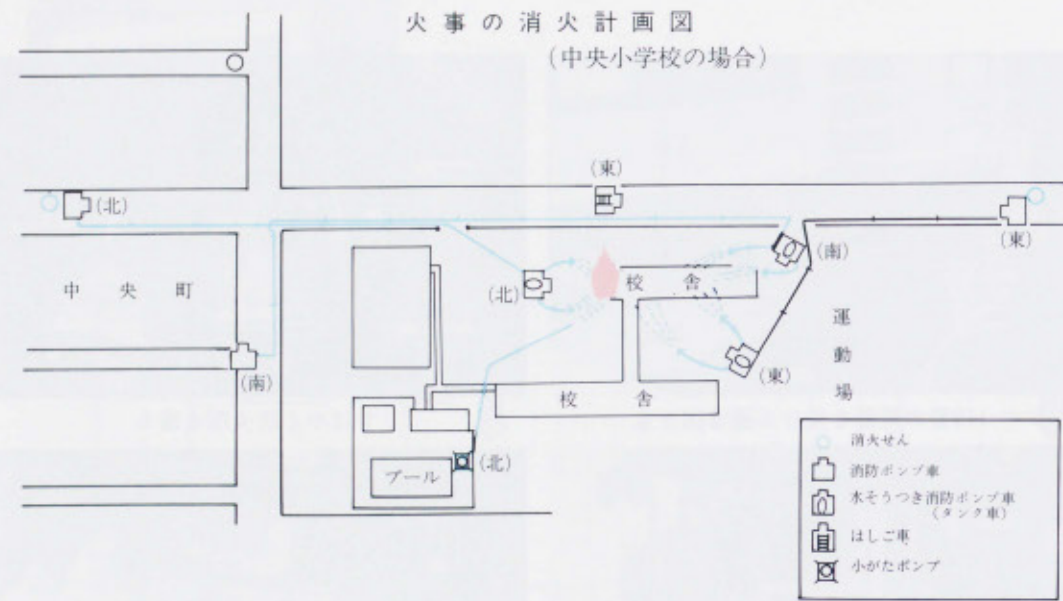 火事の消火計画図
(中央小学校の場合)
(東)
(北)
(東)
(南)
中央町
(北)
校舎
運動場
(南)
(東)
校舎
(北)
プール
消火せん
消防ポンプ車
水そうつき消防ポンプ車
(タンク車)
はしご車
小がたポンプ